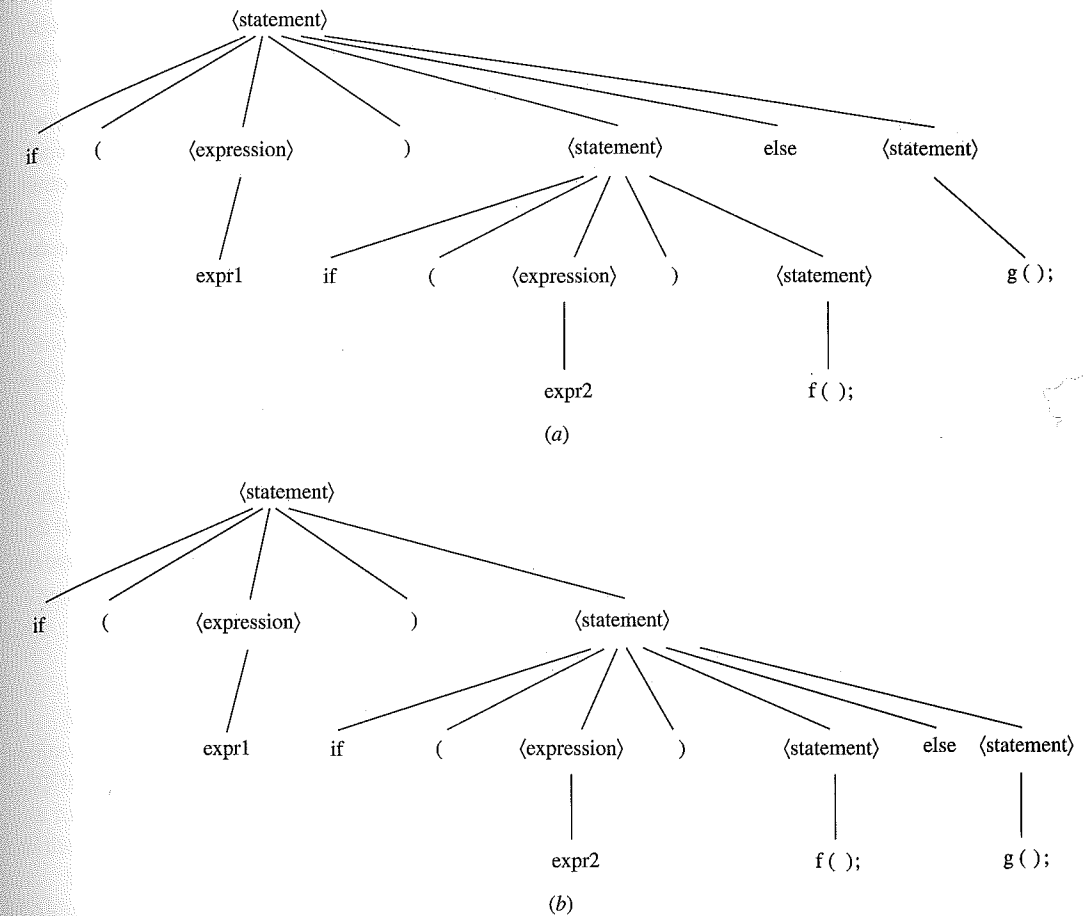 ⟨statement⟩
if ( ⟨expression⟩ ) ⟨statement⟩ else ⟨statement⟩
expr1 if ( ⟨expression⟩ ) ⟨statement⟩ g ( );
expr2 f ( );
(a)
⟨statement⟩
if ( ⟨expression⟩ ) ⟨statement⟩
expr1 if ( ⟨expression⟩ ) ⟨statement⟩ else ⟨statement⟩
expr2 f ( ); g ( );
(b)